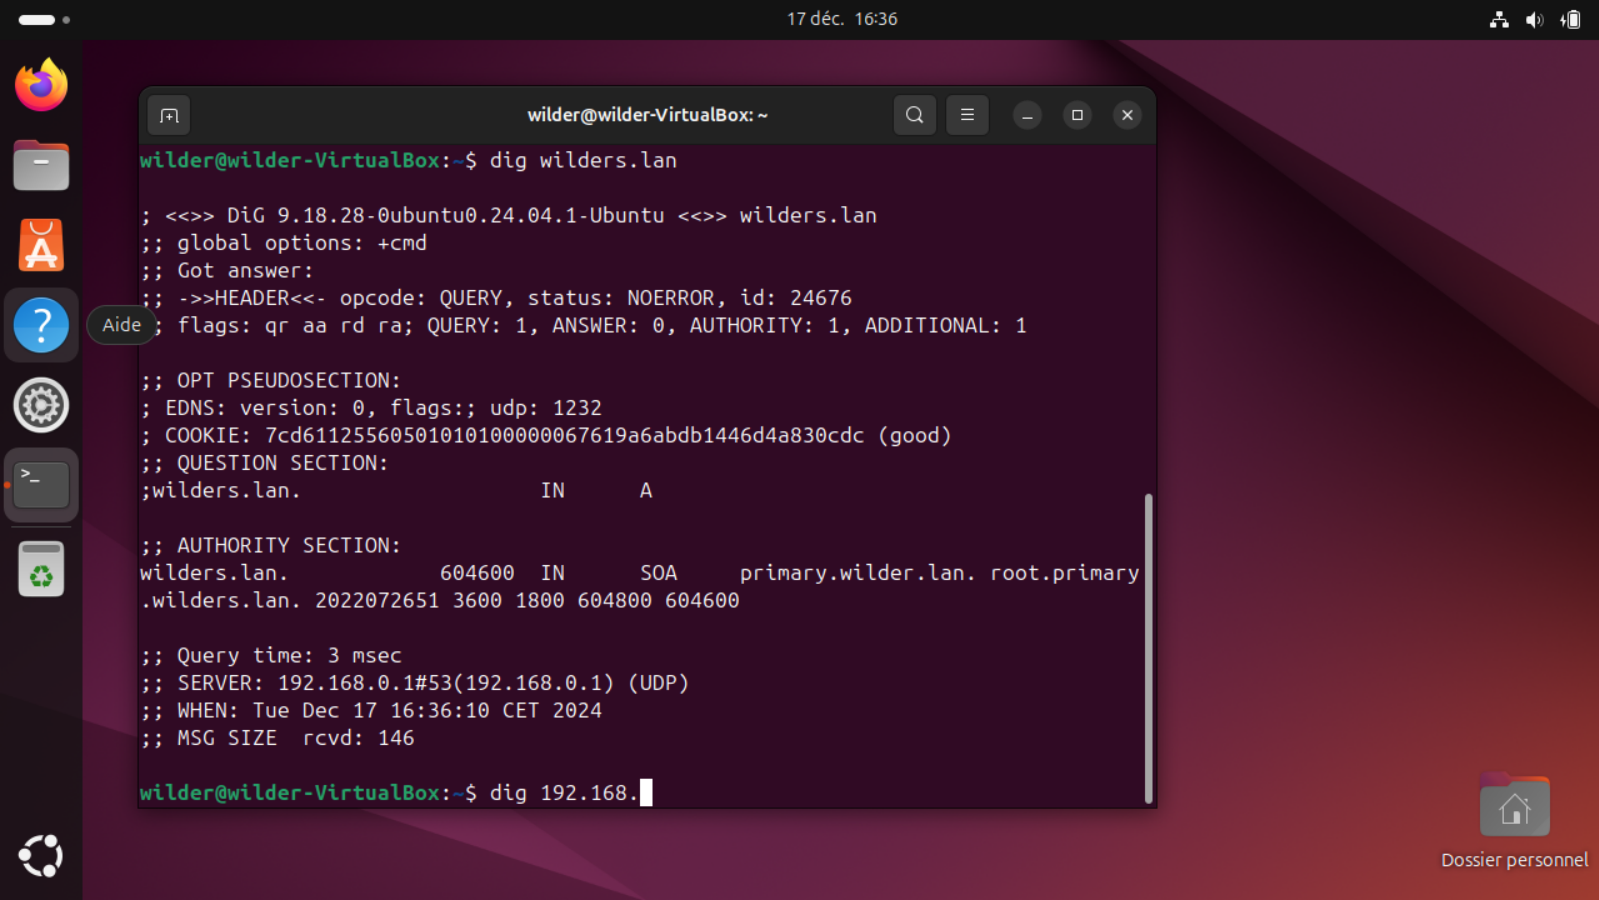 17 déc. 16:36
wilder@wilder-VirtualBox: ~
wilder@wilder-VirtualBox:~$ dig wilders.lan
; <<>> DiG 9.18.28-0ubuntu0.24.04.1-Ubuntu <<>> wilders.lan
;; global options: +cmd
;; Got answer:
;; ->>HEADER<<- opcode: QUERY, status: NOERROR, id: 24676
Aide
; flags: qr aa rd ra; QUERY: 1, ANSWER: 0, AUTHORITY: 1, ADDITIONAL: 1
;; OPT PSEUDOSECTION:
; EDNS: version: 0, flags:; udp: 1232
; COOKIE: 7cd61125560501010100000067619a6abdb1446d4a830cdc (good)
;; QUESTION SECTION:
;wilders.lan. IN A
;; AUTHORITY SECTION:
wilders.lan. 604600 IN SOA primary.wilder.lan. root.primary
.wilders.lan. 2022072651 3600 1800 604800 604600
;; Query time: 3 msec
;; SERVER: 192.168.0.1#53(192.168.0.1) (UDP)
;; WHEN: Tue Dec 17 16:36:10 CET 2024
;; MSG SIZE rcvd: 146
wilder@wilder-VirtualBox:~$ dig 192.168.
Dossier personnel